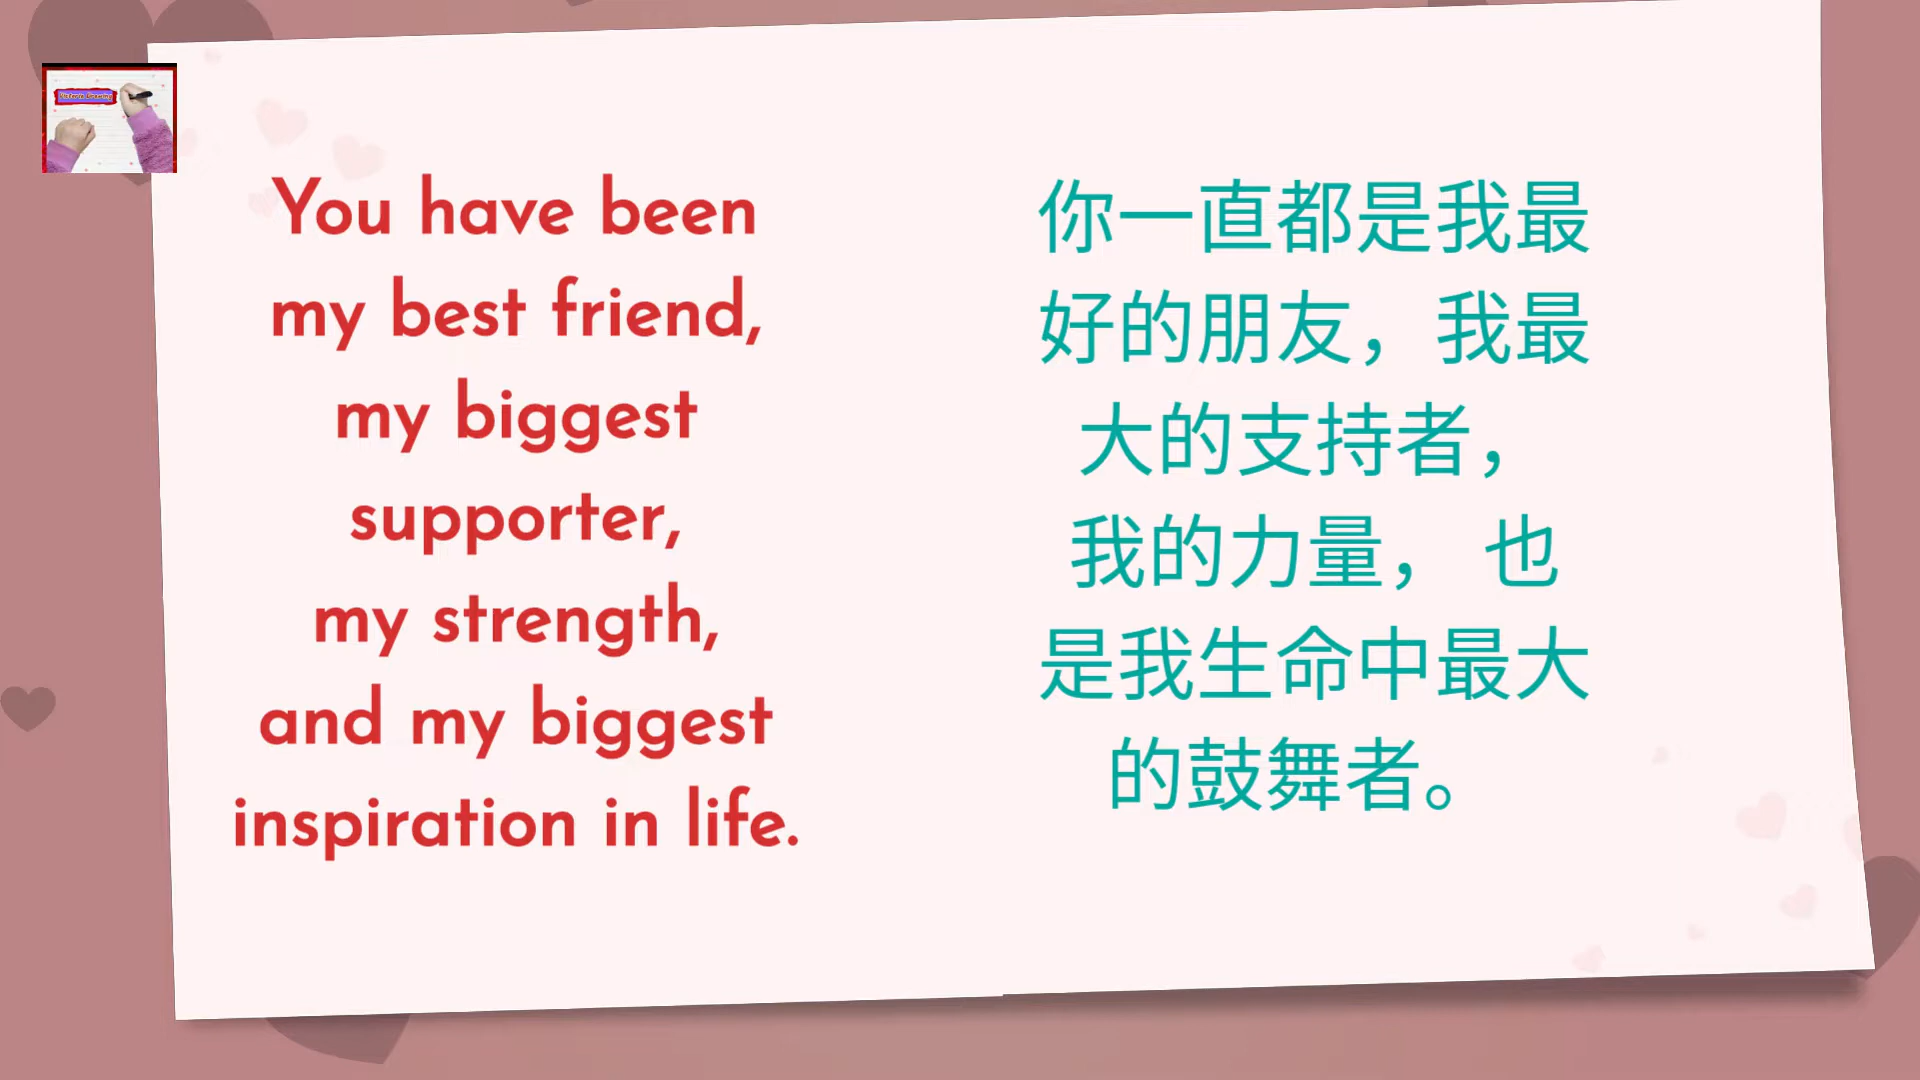 You have been
my best friend,
my biggest
supporter,
my strength,
and my biggest
inspiration in life.
你一直都是我最
好的朋友，我最
大的支持者，
我的力量， 也
是我生命中最大
的鼓舞者。